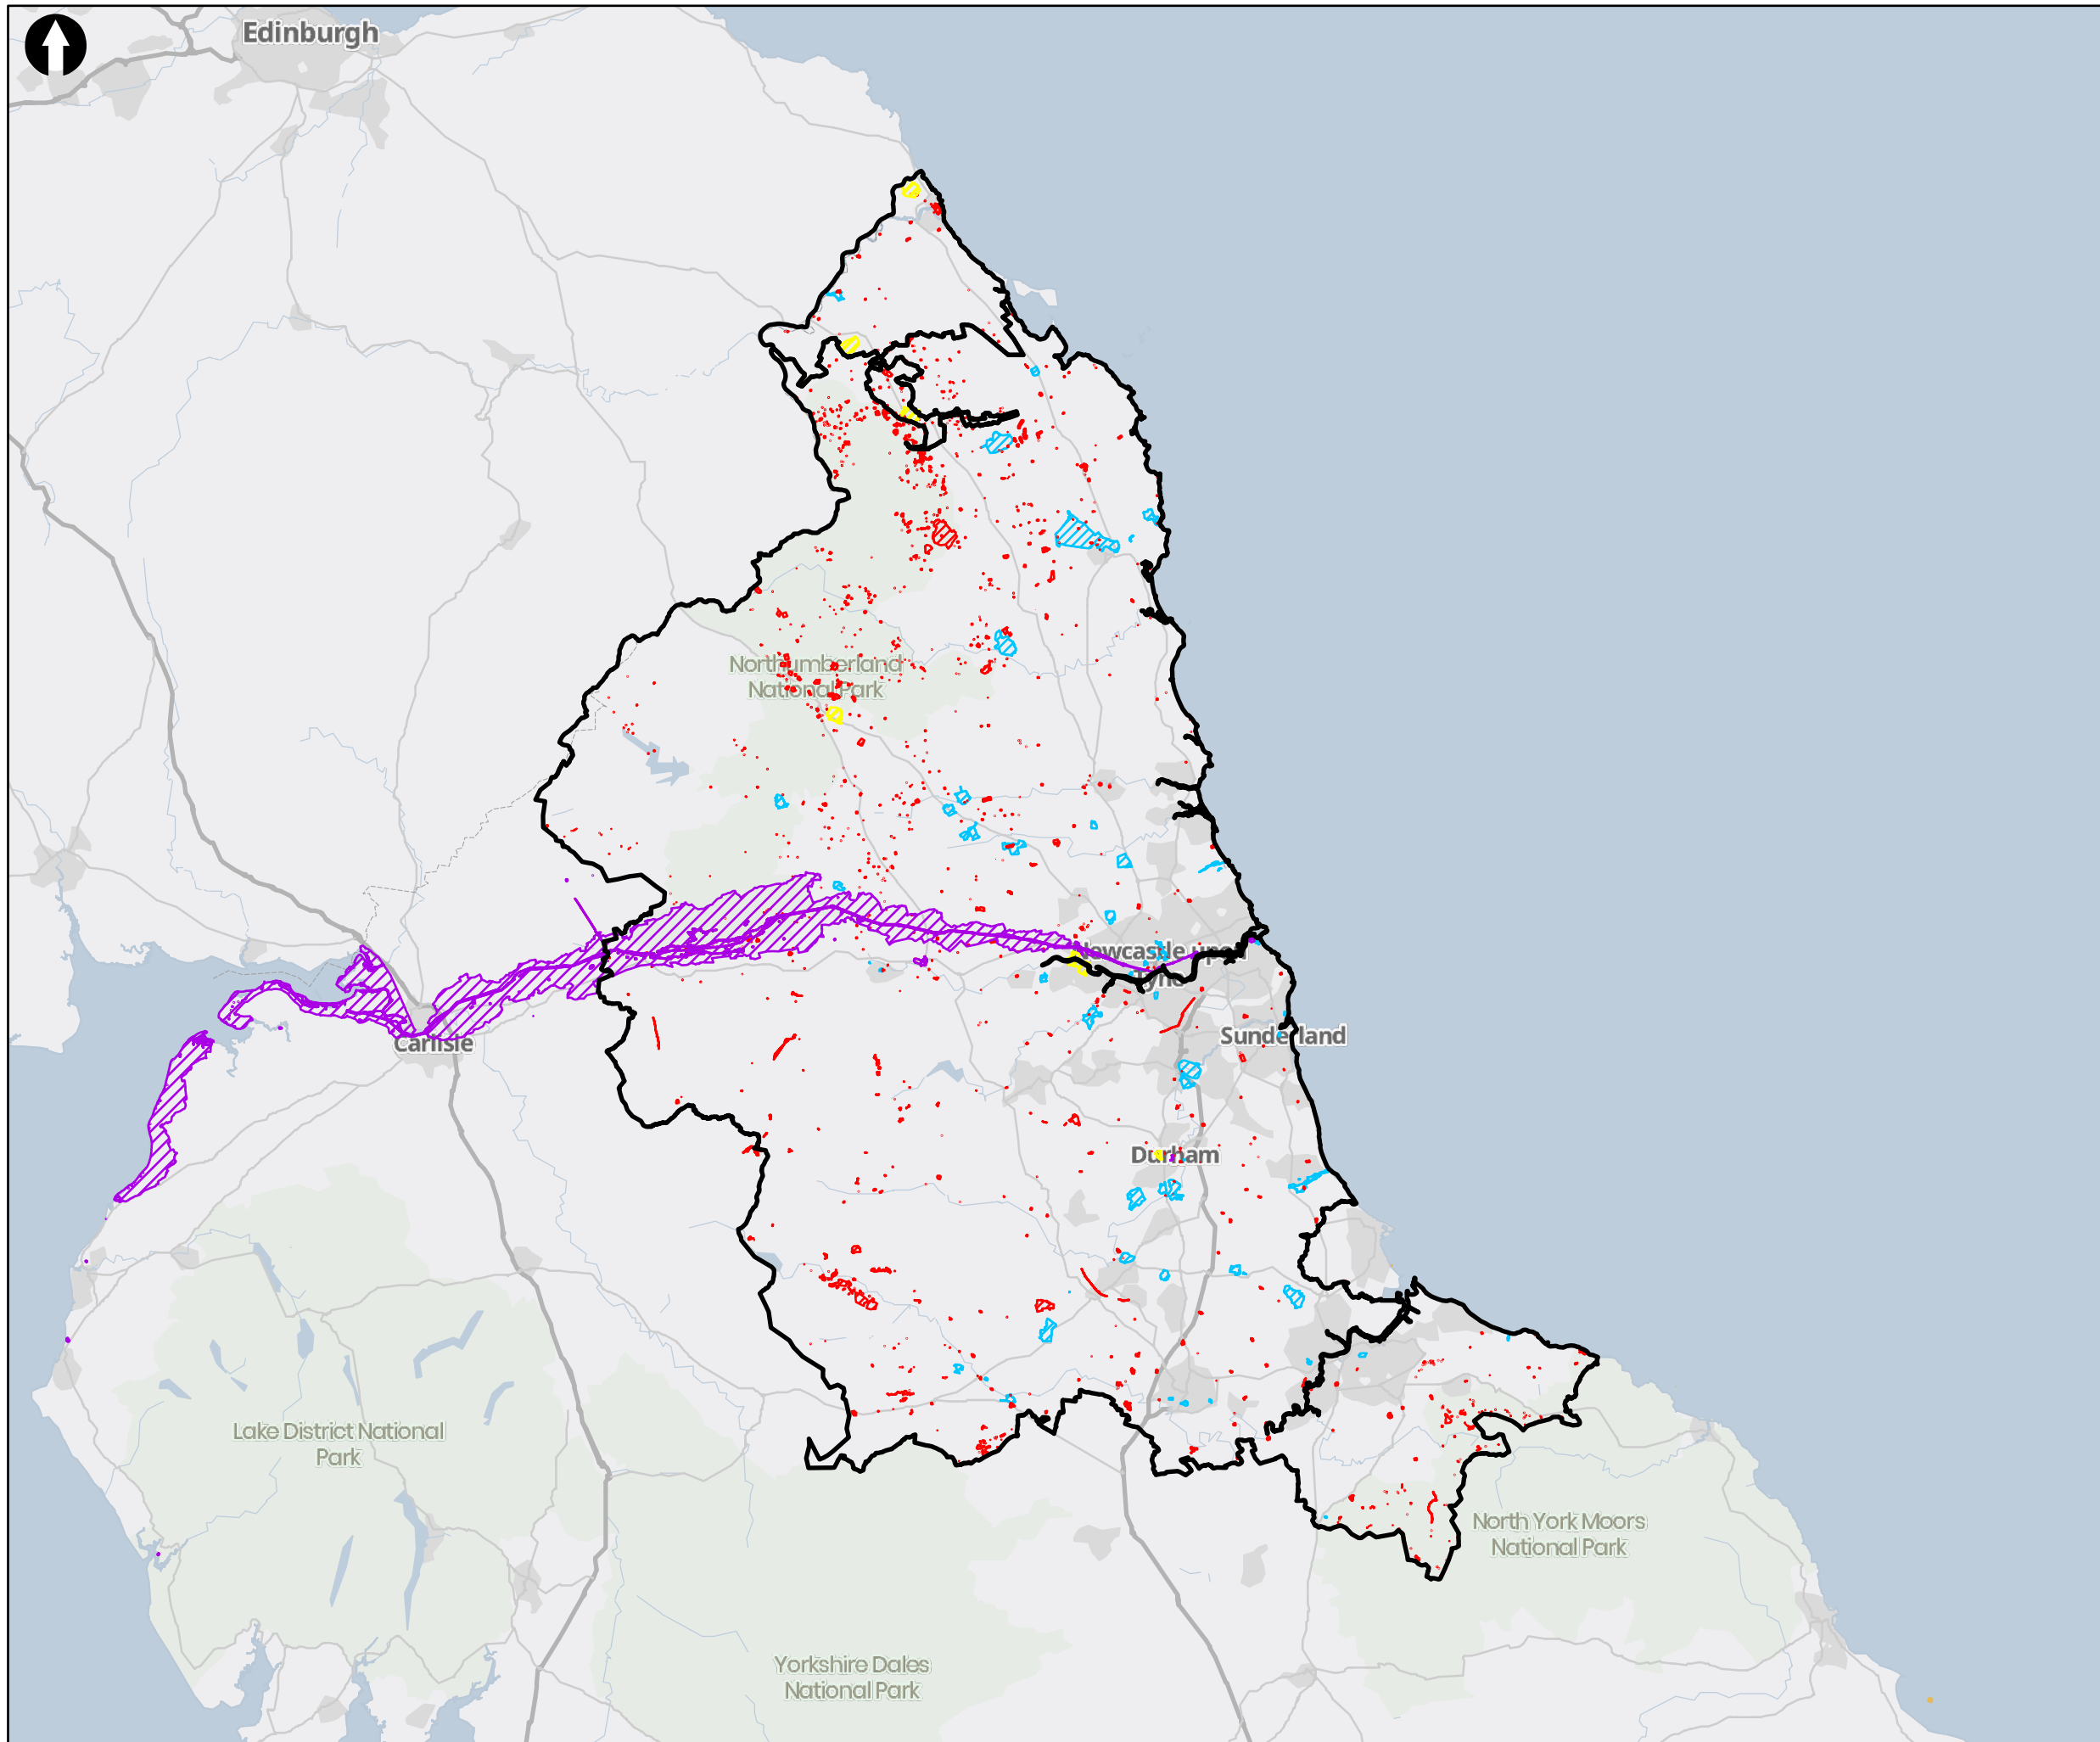 Edinburgh
Northumberland
National Park
Newcastle upon
Tyne
Carlisle
Sunderland
Durham
Lake District National
Park
North York Moors
National Park
Yorkshire Dales
National Park